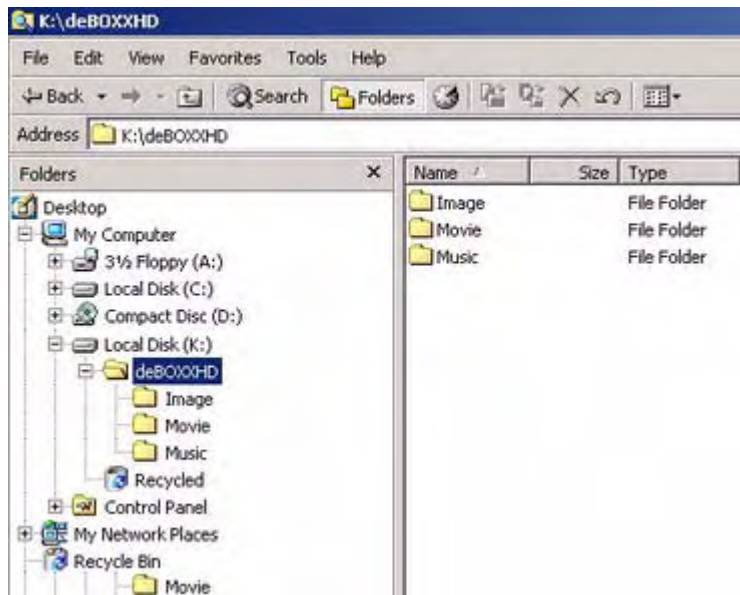 K:\deBOXXHD
File Edit View Favorites Tools Help
Back Search Folders
Address K:\deBOXXHD
Folders
Desktop
My Computer
3½ Floppy (A:)
Local Disk (C:)
Compact Disc (D:)
Local Disk (K:)
deBOXXHD
Image
Movie
Music
Recycled
Control Panel
My Network Places
Recycle Bin
Movie
Name Size Type
Image File Folder
Movie File Folder
Music File Folder